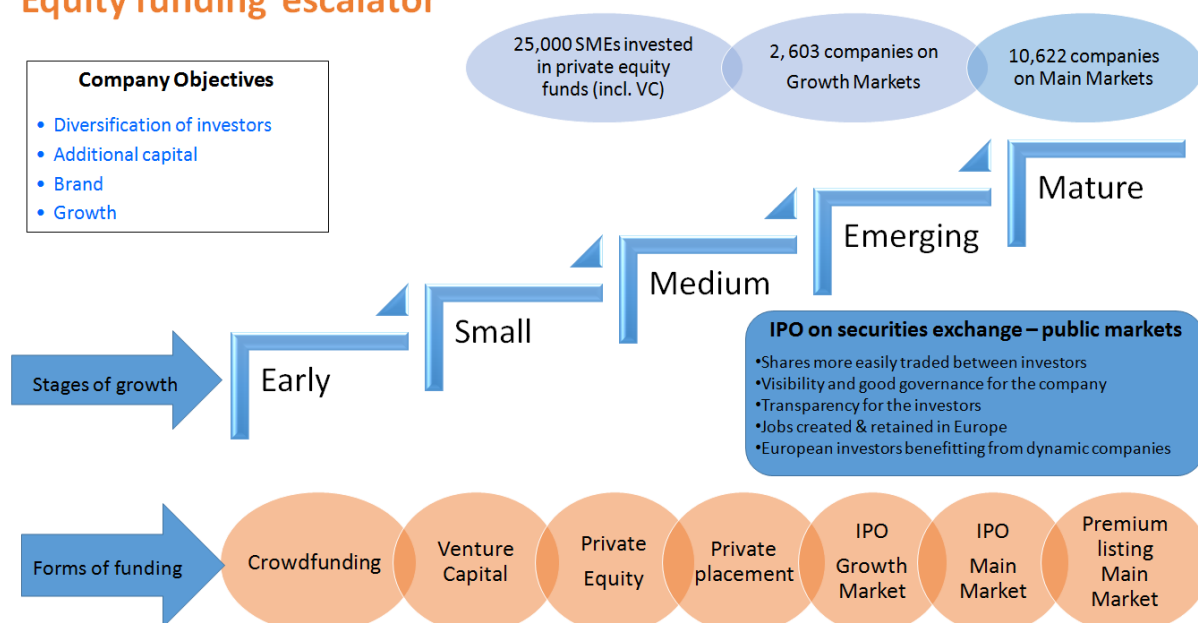 Equity funding escalator
25,000 SMEs invested
in private equity
funds (incl. VC)
2, 603 companies on
Growth Markets
10,622 companies
on Main Markets
Company Objectives
• Diversification of investors
• Additional capital
• Brand
• Growth
Mature
Emerging
Medium
Small
Early
Stages of growth
IPO on securities exchange – public markets
•Shares more easily traded between investors
•Visibility and good governance for the company
•Transparency for the investors
•Jobs created & retained in Europe
•European investors benefitting from dynamic companies
Forms of funding
Crowdfunding
Venture
Capital
Private
Equity
Private
placement
IPO
Growth
Market
IPO
Main
Market
Premium
listing
Main
Market